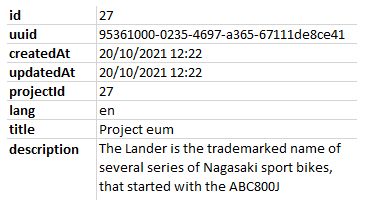 id 27
uuid 95361000-0235-4697-a365-67111de8ce41
createdAt 20/10/2021 12:22
updatedAt 20/10/2021 12:22
projectId 27
lang en
title Project eum
description The Lander is the trademarked name of
several series of Nagasaki sport bikes,
that started with the ABC800J